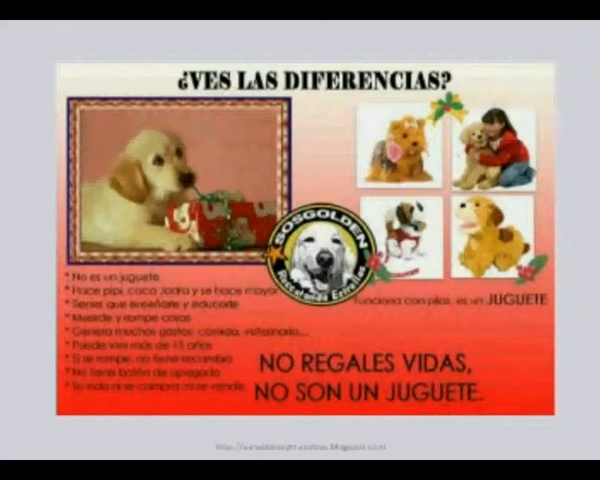 ¿VES LAS DIFERENCIAS?
SOSGOLDEN
Rescatando Estrellas
* No es un juguete
* Hace pipi, caca ,ladra y se hace mayor
* Tienes que enseñarle y educarle
* Muerde y rompe cosas
* Genera muchos gastos: comida, veterinario...
* Puede vivir más de 15 años
* Si se rompe, no tiene recambio
* No tiene botón de apagado
* Su vida ni se compra ni se vende
Funciona con pilas, es un JUGUETE
NO REGALES VIDAS,
NO SON UN JUGUETE.